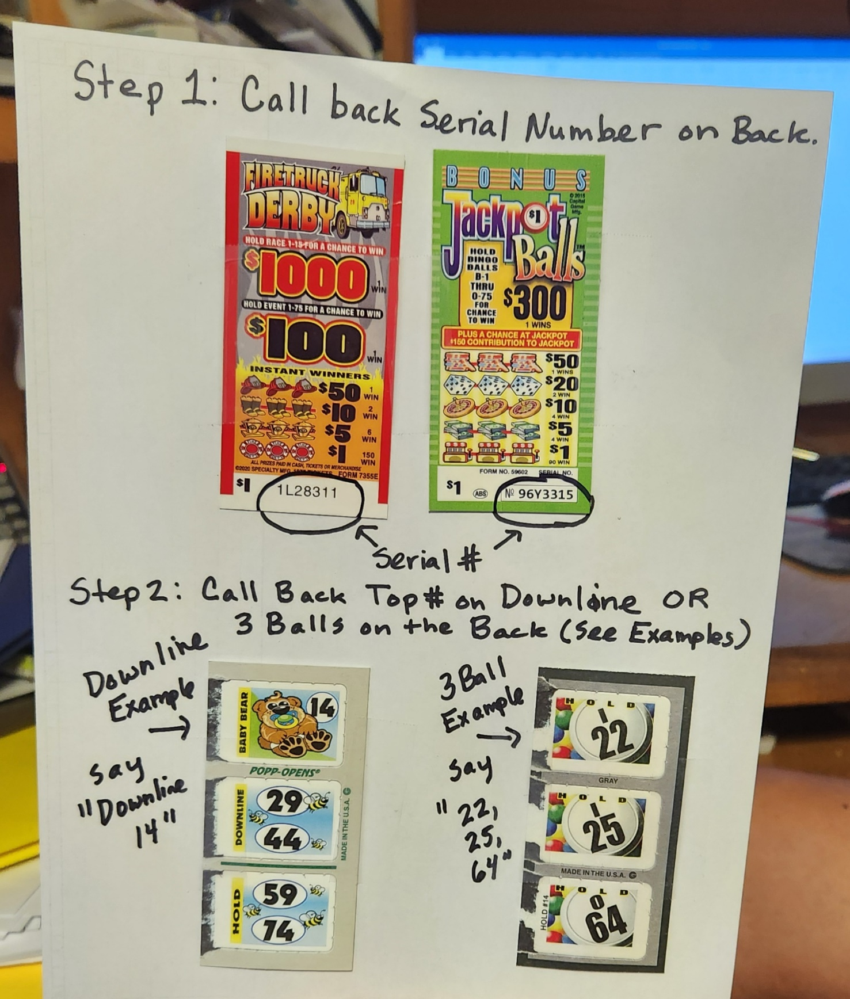 Step 1: Call back Serial Number on Back.
FIRETRUCK
DERBY
HOLD RACE 1-15 FOR A CHANCE TO WIN
$1000 1 WIN
HOLD EVENT 1-75 FOR A CHANCE TO WIN
$100 1 WIN
INSTANT WINNERS
$50 1 WIN
$10 2 WIN
$5 6 WIN
$1 150 WIN
ALL PRIZES PAID IN CASH, TICKETS OR MERCHANDISE
©2020 SPECIALTY MFG. FORM 7355E
$1 1L28311
BONUS
© 2015
Capital
Game
Mfg.
Jackpot
$1
Balls™
HOLD
BINGO
BALLS
B-1
THRU
O-75
FOR
CHANCE
TO WIN
$300
1 WINS
PLUS A CHANCE AT JACKPOT
$150 CONTRIBUTION TO JACKPOT
$50
1 WINS
$20
2 WIN
$10
4 WIN
$5
4 WIN
$1
90 WIN
FORM NO. 59602 SERIAL NO.
$1 ABS Nº 96Y3315
Serial #
Step 2: Call Back Top # on Downline OR
3 Balls on the Back (See Examples)
Downline
Example
say
"Downline
14"
BABY BEAR
14
POPP-OPENS®
DOWNLINE
29
44
MADE IN THE U.S.A. G
HOLD
59
74
3 Ball
Example
say
"22,
25,
64"
HOLD
I
22
GRAY
HOLD
I
25
MADE IN THE U.S.A. G
HOLD
O
64
HOLD #14